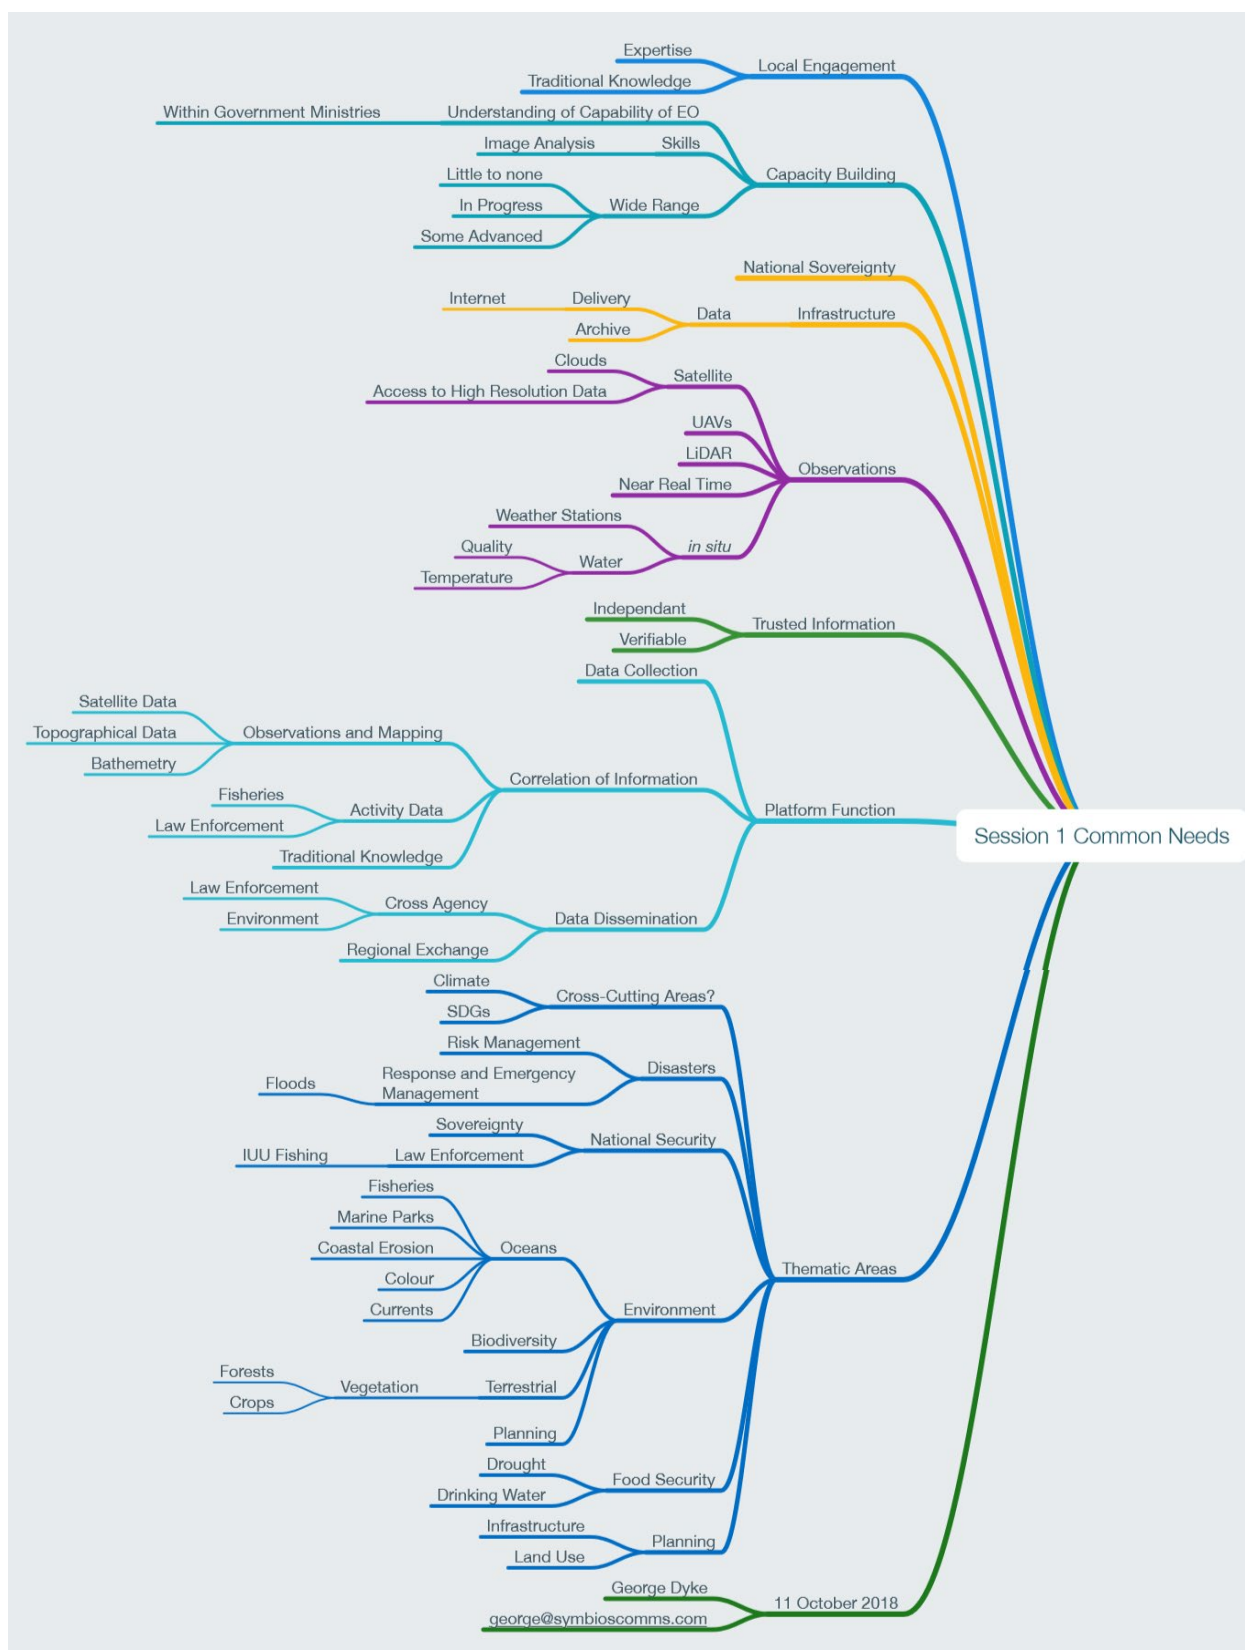 Expertise
Local Engagement
Traditional Knowledge
Within Government Ministries
Understanding of Capability of EO
Image Analysis
Skills
Capacity Building
Little to none
In Progress
Wide Range
Some Advanced
National Sovereignty
Internet
Delivery
Data
Infrastructure
Archive
Clouds
Satellite
Access to High Resolution Data
UAVs
LiDAR
Observations
Near Real Time
Weather Stations
in situ
Quality
Water
Temperature
Independant
Trusted Information
Verifiable
Data Collection
Satellite Data
Topographical Data
Observations and Mapping
Bathemetry
Correlation of Information
Fisheries
Activity Data
Law Enforcement
Platform Function
Traditional Knowledge
Session 1 Common Needs
Law Enforcement
Cross Agency
Environment
Data Dissemination
Regional Exchange
Climate
Cross-Cutting Areas?
SDGs
Risk Management
Disasters
Floods
Response and Emergency
Management
Sovereignty
National Security
IUU Fishing
Law Enforcement
Fisheries
Marine Parks
Coastal Erosion
Oceans
Colour
Currents
Thematic Areas
Environment
Biodiversity
Forests
Vegetation
Terrestrial
Crops
Planning
Drought
Food Security
Drinking Water
Infrastructure
Planning
Land Use
George Dyke
11 October 2018
george@symbioscomms.com